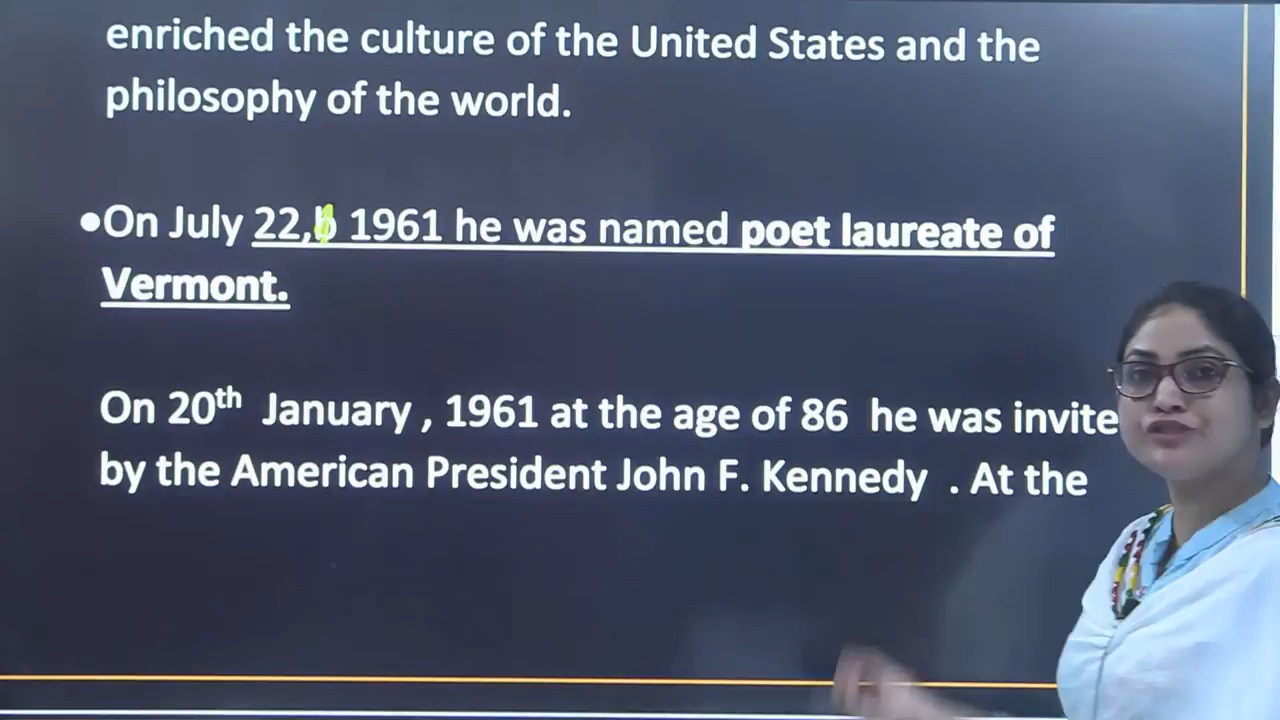 enriched the culture of the United States and the
philosophy of the world.
•On July 22, 1961 he was named poet laureate of
Vermont.
On 20th January , 1961 at the age of 86 he was invite
by the American President John F. Kennedy . At the